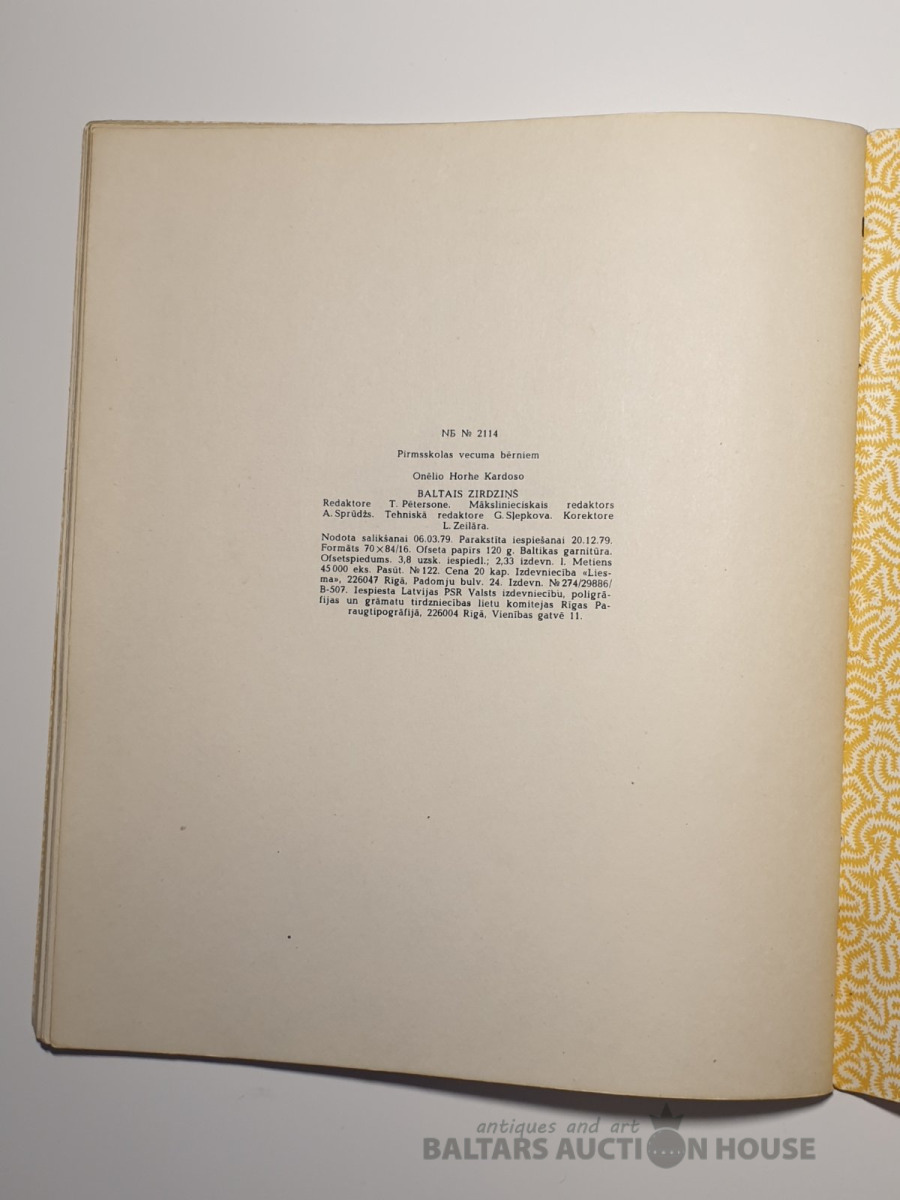 NБ № 2114
Pirmsskolas vecuma bērniem
Onēlio Horhe Kardoso
BALTAIS ZIRDZIŅŠ
Redaktore T. Pētersone. Mākslinieciskais redaktors
A. Sprūdžs. Tehniskā redaktore G. Sļepkova. Korektore
L. Zeilāra.
Nodota salikšanai 06.03.79. Parakstīta iespiešanai 20.12.79.
Formāts 70×84/16. Ofseta papīrs 120 g. Baltikas garnitūra.
Ofsetspiedums. 3,8 uzsk. iespiedl.; 2,33 izdevn. l. Metiens
45 000 eks. Pasūt. № 122. Cena 20 kap. Izdevniecība «Lies-
ma», 226047 Rīgā, Padomju bulv. 24. Izdevn. № 274/29886/
B-507. Iespiesta Latvijas PSR Valsts izdevniecību, poligrā-
fijas un grāmatu tirdzniecības lietu komitejas Rīgas Pa-
raugtipogrāfijā, 226004 Rīgā, Vienības gatvē 11.
antiques and art
BALTARS AUCTION HOUSE